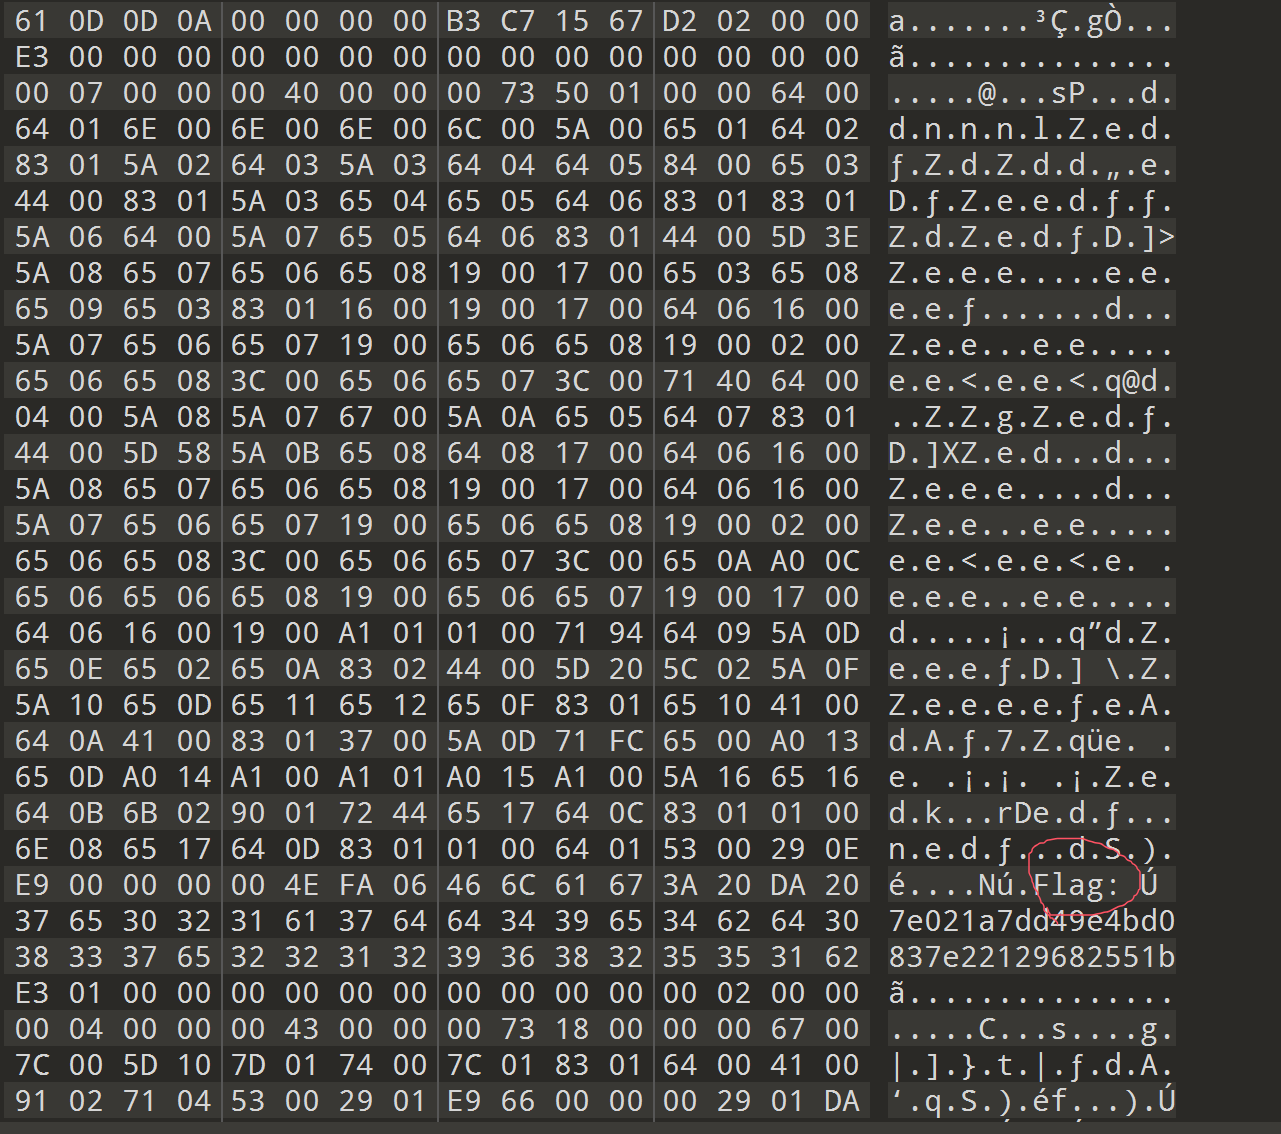 61 0D 0D 0A 00 00 00 00 B3 C7 15 67 D2 02 00 00 a.......³Ç.gÒ...
E3 00 00 00 00 00 00 00 00 00 00 00 00 00 00 00 ã...............
00 07 00 00 00 40 00 00 00 73 50 01 00 00 64 00 .....@...sP...d.
64 01 6E 00 6E 00 6E 00 6C 00 5A 00 65 01 64 02 d.n.n.n.l.Z.e.d.
83 01 5A 02 64 03 5A 03 64 04 64 05 84 00 65 03 ƒ.Z.d.Z.d.d.„.e.
44 00 83 01 5A 03 65 04 65 05 64 06 83 01 83 01 D.ƒ.Z.e.e.d.ƒ.ƒ.
5A 06 64 00 5A 07 65 05 64 06 83 01 44 00 5D 3E Z.d.Z.e.d.ƒ.D.]>
5A 08 65 07 65 06 65 08 19 00 17 00 65 03 65 08 Z.e.e.e.....e.e.
65 09 65 03 83 01 16 00 19 00 17 00 64 06 16 00 e.e.ƒ.......d...
5A 07 65 06 65 07 19 00 65 06 65 08 19 00 02 00 Z.e.e...e.e.....
65 06 65 08 3C 00 65 06 65 07 3C 00 71 40 64 00 e.e.<.e.e.<.q@d.
04 00 5A 08 5A 07 67 00 5A 0A 65 05 64 07 83 01 ..Z.Z.g.Z.e.d.ƒ.
44 00 5D 58 5A 0B 65 08 64 08 17 00 64 06 16 00 D.]XZ.e.d...d...
5A 08 65 07 65 06 65 08 19 00 17 00 64 06 16 00 Z.e.e.e.....d...
5A 07 65 06 65 07 19 00 65 06 65 08 19 00 02 00 Z.e.e...e.e.....
65 06 65 08 3C 00 65 06 65 07 3C 00 65 0A A0 0C e.e.<.e.e.<.e. .
65 06 65 06 65 08 19 00 65 06 65 07 19 00 17 00 e.e.e...e.e.....
64 06 16 00 19 00 A1 01 01 00 71 94 64 09 5A 0D d.....¡...q”d.Z.
65 0E 65 02 65 0A 83 02 44 00 5D 20 5C 02 5A 0F e.e.e.ƒ.D.] \.Z.
5A 10 65 0D 65 11 65 12 65 0F 83 01 65 10 41 00 Z.e.e.e.e.ƒ.e.A.
64 0A 41 00 83 01 37 00 5A 0D 71 FC 65 00 A0 13 d.A.ƒ.7.Z.qüe. .
65 0D A0 14 A1 00 A1 01 A0 15 A1 00 5A 16 65 16 e. .¡.¡. .¡.Z.e.
64 0B 6B 02 90 01 72 44 65 17 64 0C 83 01 01 00 d.k...rDe.d.ƒ...
6E 08 65 17 64 0D 83 01 01 00 64 01 53 00 29 0E n.e.d.ƒ...d.S.).
E9 00 00 00 00 4E FA 06 46 6C 61 67 3A 20 DA 20 é....Nú.Flag: Ú 
37 65 30 32 31 61 37 64 64 34 39 65 34 62 64 30 7e021a7dd49e4bd0
38 33 37 65 32 32 31 32 39 36 38 32 35 35 31 62 837e22129682551b
E3 01 00 00 00 00 00 00 00 00 00 00 00 02 00 00 ã...............
00 04 00 00 00 43 00 00 00 73 18 00 00 00 67 00 .....C...s....g.
7C 00 5D 10 7D 01 74 00 7C 01 83 01 64 00 41 00 |.].}.t.|.ƒ.d.A.
91 02 71 04 53 00 29 01 E9 66 00 00 00 29 01 DA ‘.q.S.).éf...).Ú